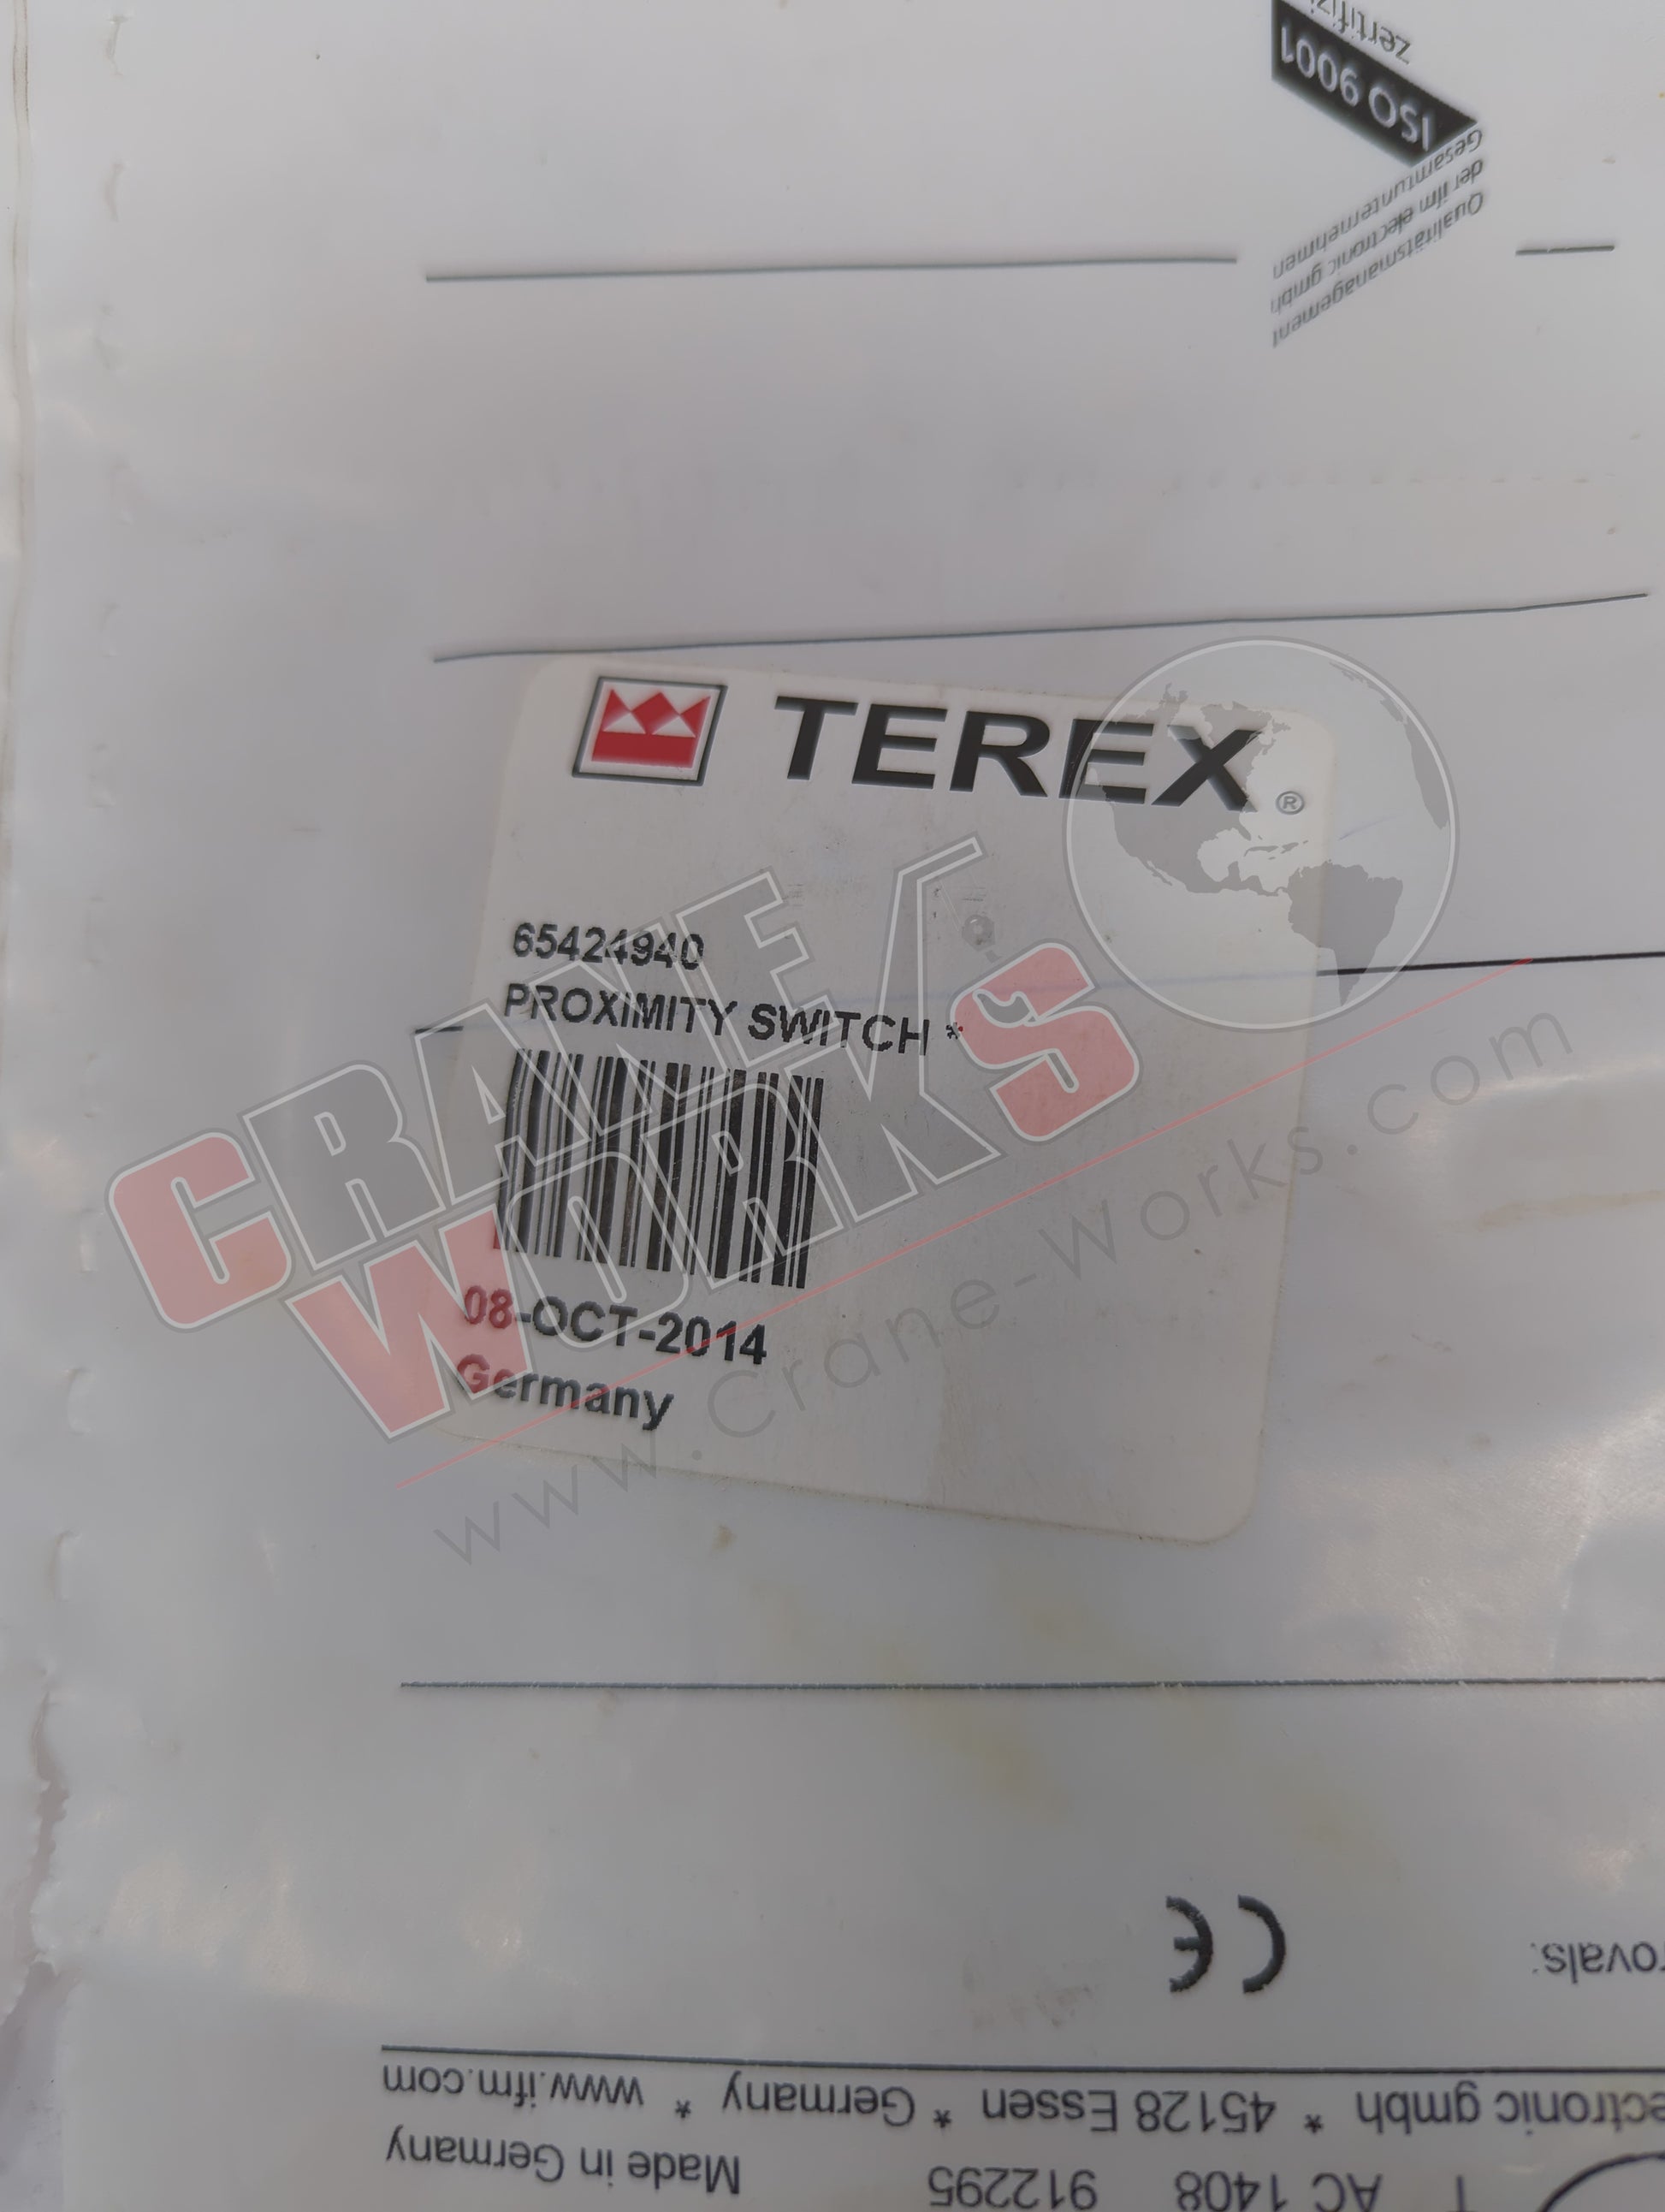 zertifizi
ISO 9001
Qualitätsmanagement
der ifm electronic gmbh
Gesamtunternehmen
TEREX ®
65424940
PROXIMITY SWITCH *
08-OCT-2014
Germany
CRANE
WORKS
www.crane-works.com
CE
rovals:
ectronic gmbh * 45128 Essen * Germany * www.ifm.com
T AC 1408 912295 Made in Germany